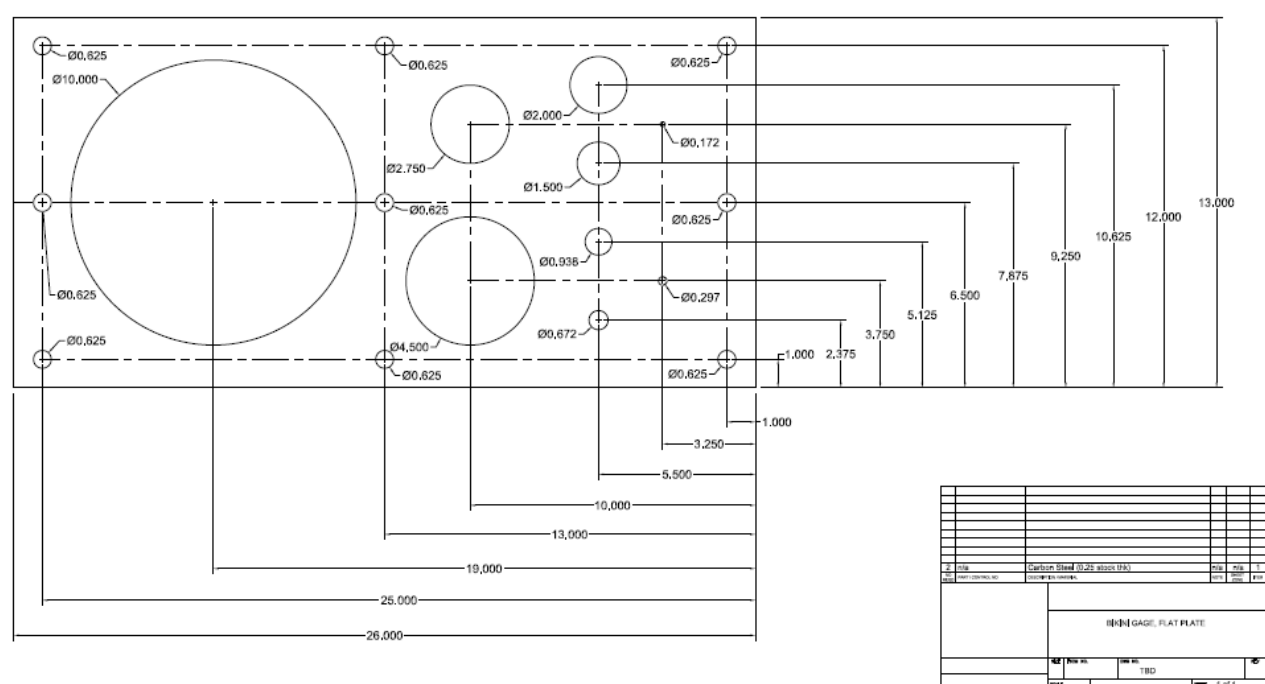 Ø0.625
Ø0.625
Ø0.625
Ø10.000
Ø2.000
Ø0.172
Ø2.750
Ø1.500
Ø0.625
Ø0.625
Ø0.938
Ø0.625
Ø0.297
Ø0.672
Ø0.625
Ø4.500
Ø0.625
Ø0.625
13.000
12.000
10.625
9.250
7.875
6.500
5.125
3.750
2.375
1.000
1.000
3.250
5.500
10.000
13.000
19.000
25.000
26.000
2 n/a Carbon Steel (0.25 stock thk) n/a n/a 1
BIKINI GAGE, FLAT PLATE
TBD